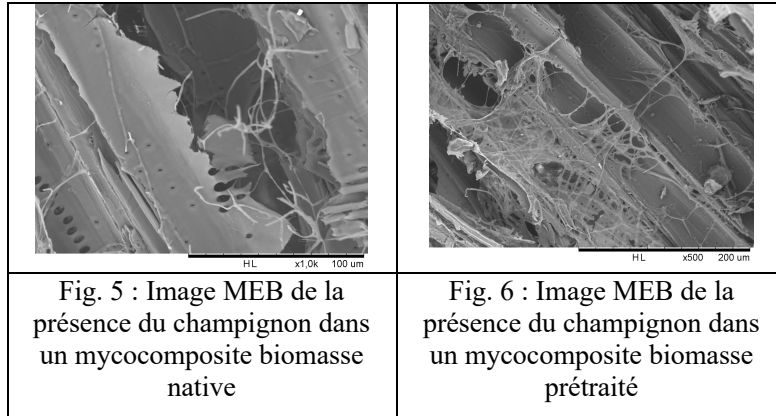 HL x1,0k 100 um
HL x500 200 um
Fig. 5 : Image MEB de la
présence du champignon dans
un mycocomposite biomasse
native
Fig. 6 : Image MEB de la
présence du champignon dans
un mycocomposite biomasse
prétraité